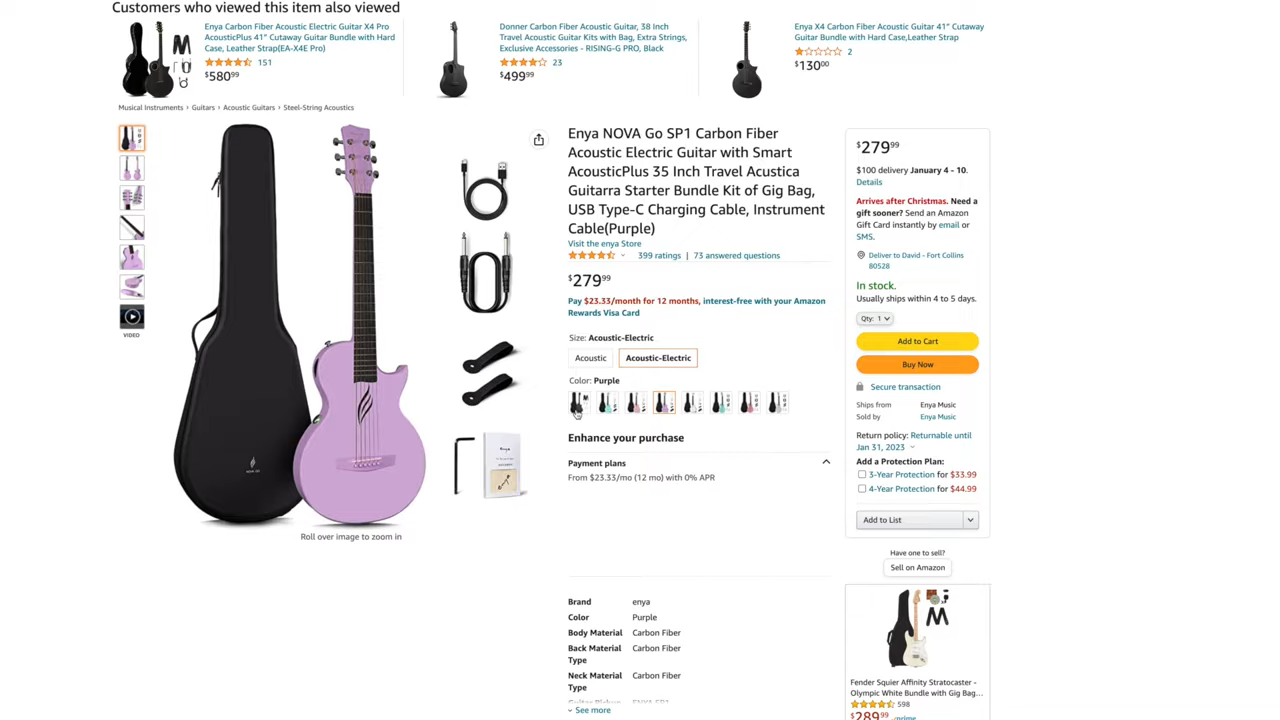 Customers who viewed this item also viewed
Enya Carbon Fiber Acoustic Electric Guitar X4 Pro
AcousticPlus 41" Cutaway Guitar Bundle with Hard
Case, Leather Strap(EA-X4E Pro)
151
$580.99
Donner Carbon Fiber Acoustic Guitar, 38 Inch
Travel Acoustic Guitar Kits with Bag, Extra Strings,
Exclusive Accessories - RISING-G PRO, Black
23
$499.99
Enya X4 Carbon Fiber Acoustic Guitar 41" Cutaway
Guitar Bundle with Hard Case,Leather Strap
2
$130.00
Musical Instruments › Guitars › Acoustic Guitars › Steel-String Acoustics
VIDEO
NOVA GO
Roll over image to zoom in
Enya NOVA Go SP1 Carbon Fiber
Acoustic Electric Guitar with Smart
AcousticPlus 35 Inch Travel Acustica
Guitarra Starter Bundle Kit of Gig Bag,
USB Type-C Charging Cable, Instrument
Cable(Purple)
Visit the enya Store
399 ratings | 73 answered questions
$279.99
Pay $23.33/month for 12 months, interest-free with your Amazon
Rewards Visa Card
Size: Acoustic-Electric
Acoustic
Acoustic-Electric
Color: Purple
Enhance your purchase
Payment plans
From $23.33/mo (12 mo) with 0% APR
Brand enya
Color Purple
Body Material Carbon Fiber
Back Material Carbon Fiber
Type
Neck Material Carbon Fiber
Type
Guitar Pickup ENYA SP1
See more
$279.99
$100 delivery January 4 - 10.
Details
Arrives after Christmas. Need a
gift sooner? Send an Amazon
Gift Card instantly by email or
SMS.
Deliver to David - Fort Collins
80528
In stock.
Usually ships within 4 to 5 days.
Qty: 1
Add to Cart
Buy Now
Secure transaction
Ships from Enya Music
Sold by Enya Music
Return policy: Returnable until
Jan 31, 2023
Add a Protection Plan:
3-Year Protection for $33.99
4-Year Protection for $44.99
Add to List
Have one to sell?
Sell on Amazon
Fender Squier Affinity Stratocaster -
Olympic White Bundle with Gig Bag...
598
$289.99 prime